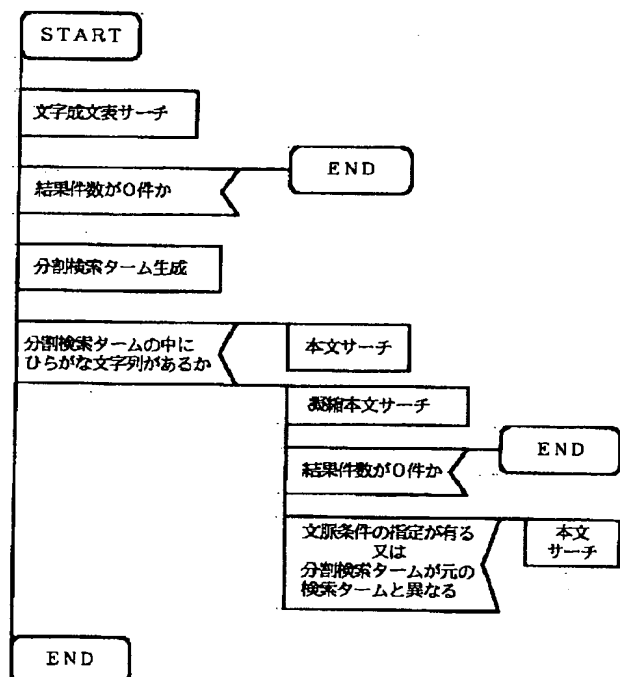 START
文字成文表サーチ
END
結果件数が0件か
分割検索ターム生成
分割検索タームの中に
ひらがな文字列があるか
本文サーチ
凝縮本文サーチ
END
結果件数が0件か
文脈条件の指定が有る
又は
分割検索タームが元の
検索タームと異なる
本文
サーチ
END